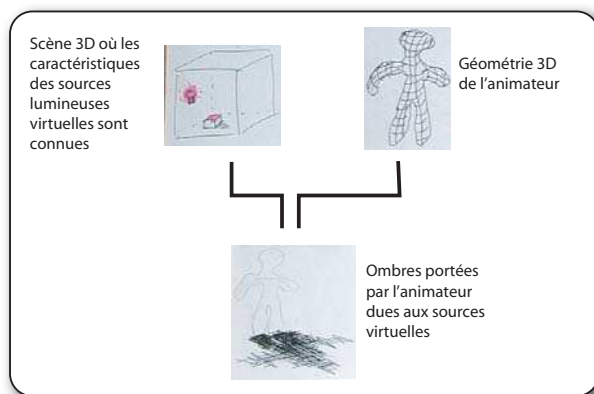 Scène 3D où les
caractéristiques
des sources
lumineuses
virtuelles sont
connues
Géométrie 3D
de l'animateur
Ombres portées
par l'animateur
dues aux sources
virtuelles